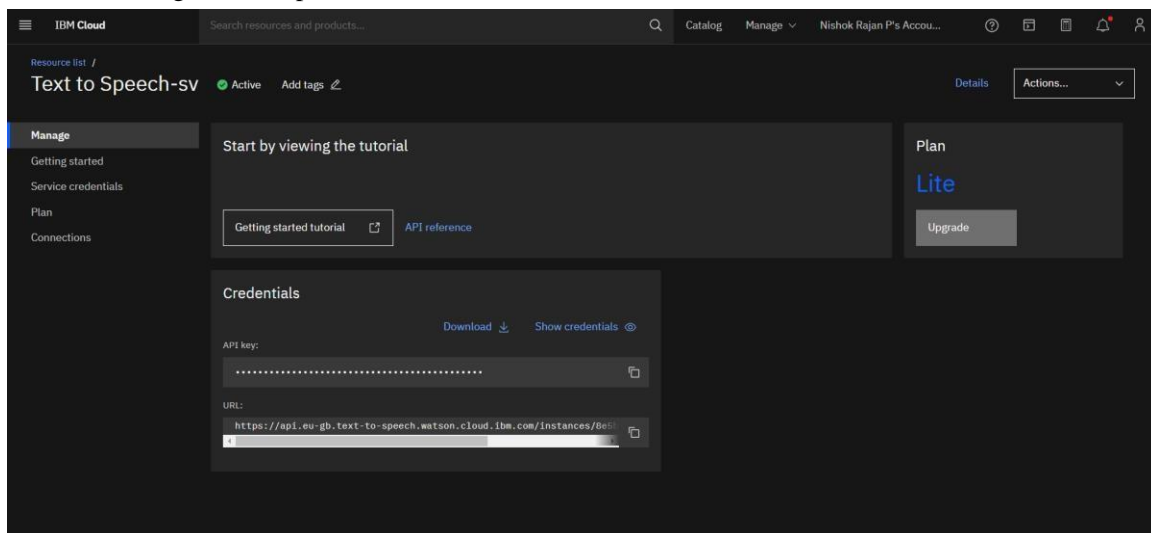 IBM Cloud
Search resources and products...
Catalog
Manage
Nishok Rajan P's Accou...
Resource list /
Text to Speech-sv
Active
Add tags
Details
Actions...
Manage
Getting started
Service credentials
Plan
Connections
Start by viewing the tutorial
Getting started tutorial
API reference
Plan
Lite
Upgrade
Credentials
Download
Show credentials
API key:
URL:
https://api.eu-gb.text-to-speech.watson.cloud.ibm.com/instances/